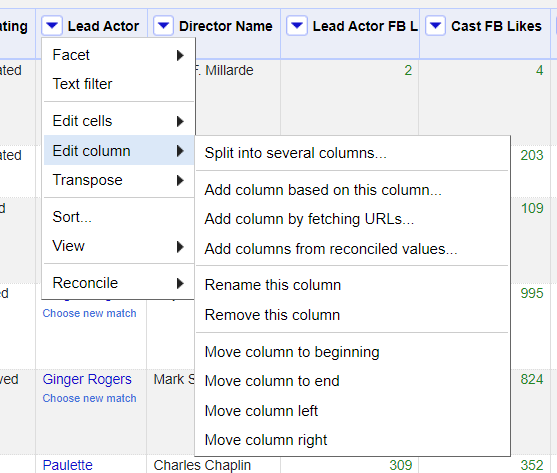 ating Lead Actor Director Name Lead Actor FB L Cast FB Likes
Facet
ated F. Millarde 2 4
Text filter
Edit cells
Edit column
ated Split into several columns... 203
Transpose
Add column based on this column...
d 109
Sort... Add column by fetching URLs...
View Add columns from reconciled values...
Reconcile Rename this column
ed 995
Choose new match Remove this column
Move column to beginning
ved Ginger Rogers Mark S Move column to end 824
Choose new match
Move column left
Move column right
Paulette Charles Chaplin 309 352